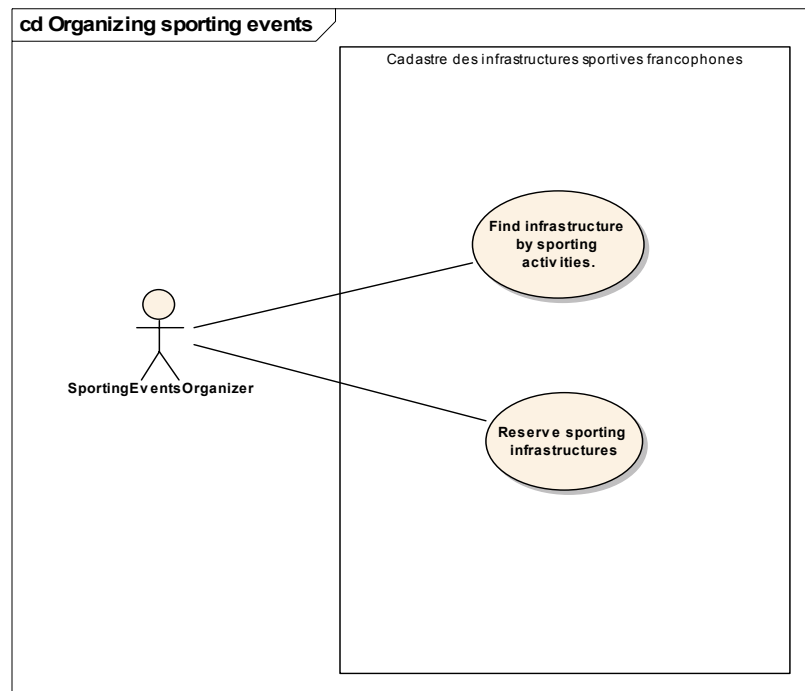 cd Organizing sporting events
Cadastre des infrastructures sportives francophones
Find infrastructure
by sporting
activities.
SportingEventsOrganizer
Reserve sporting
infrastructures